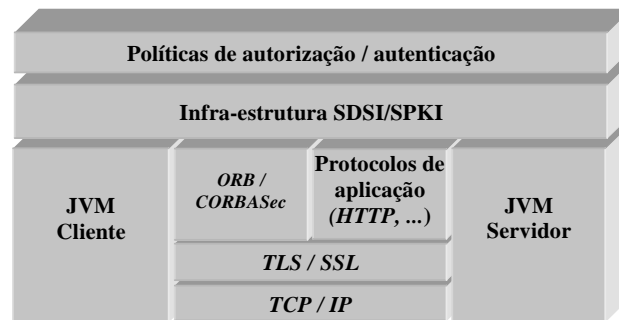 Políticas de autorização / autenticação
Infra-estrutura SDSI/SPKI
JVM
Cliente
ORB /
CORBASec
Protocolos de
aplicação
(HTTP, ...)
JVM
Servidor
TLS / SSL
TCP / IP